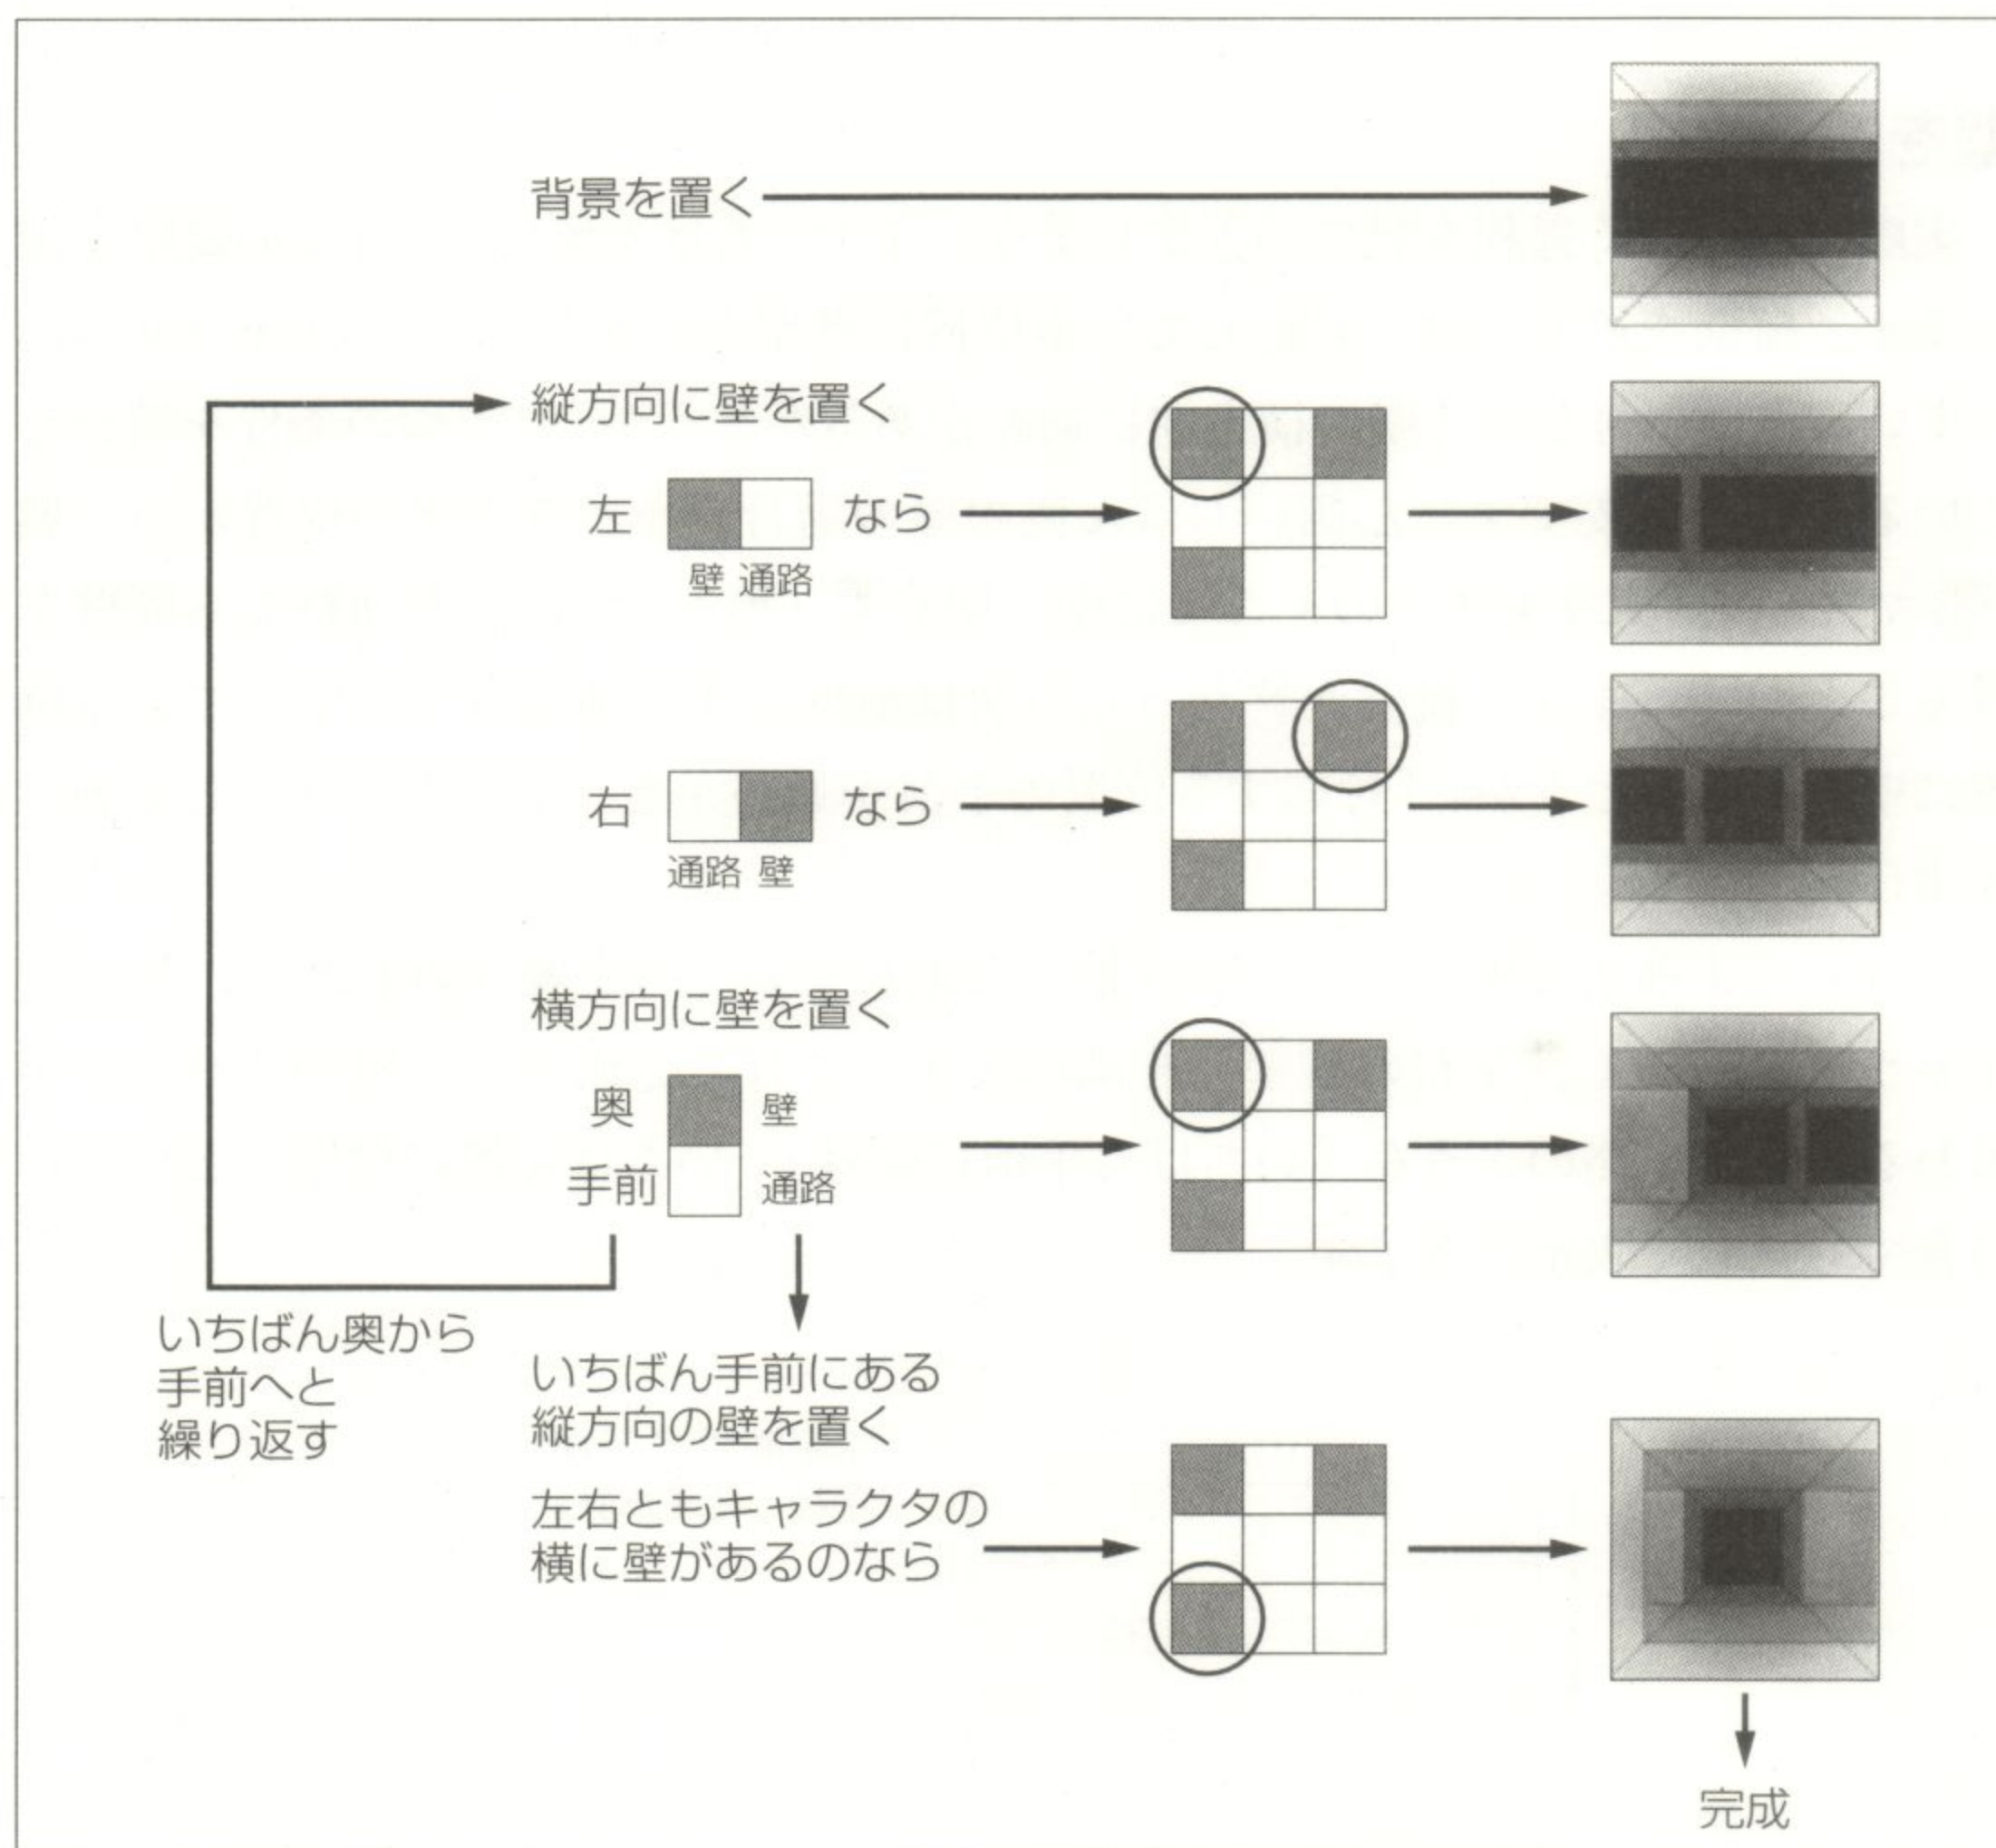 背景を置く
縦方向に壁を置く
左 なら
壁 通路
右 なら
通路 壁
横方向に壁を置く
奥 壁
手前 通路
いちばん奥から
手前へと
繰り返す
いちばん手前にある
縦方向の壁を置く
左右ともキャラクタの
横に壁があるのなら
完成